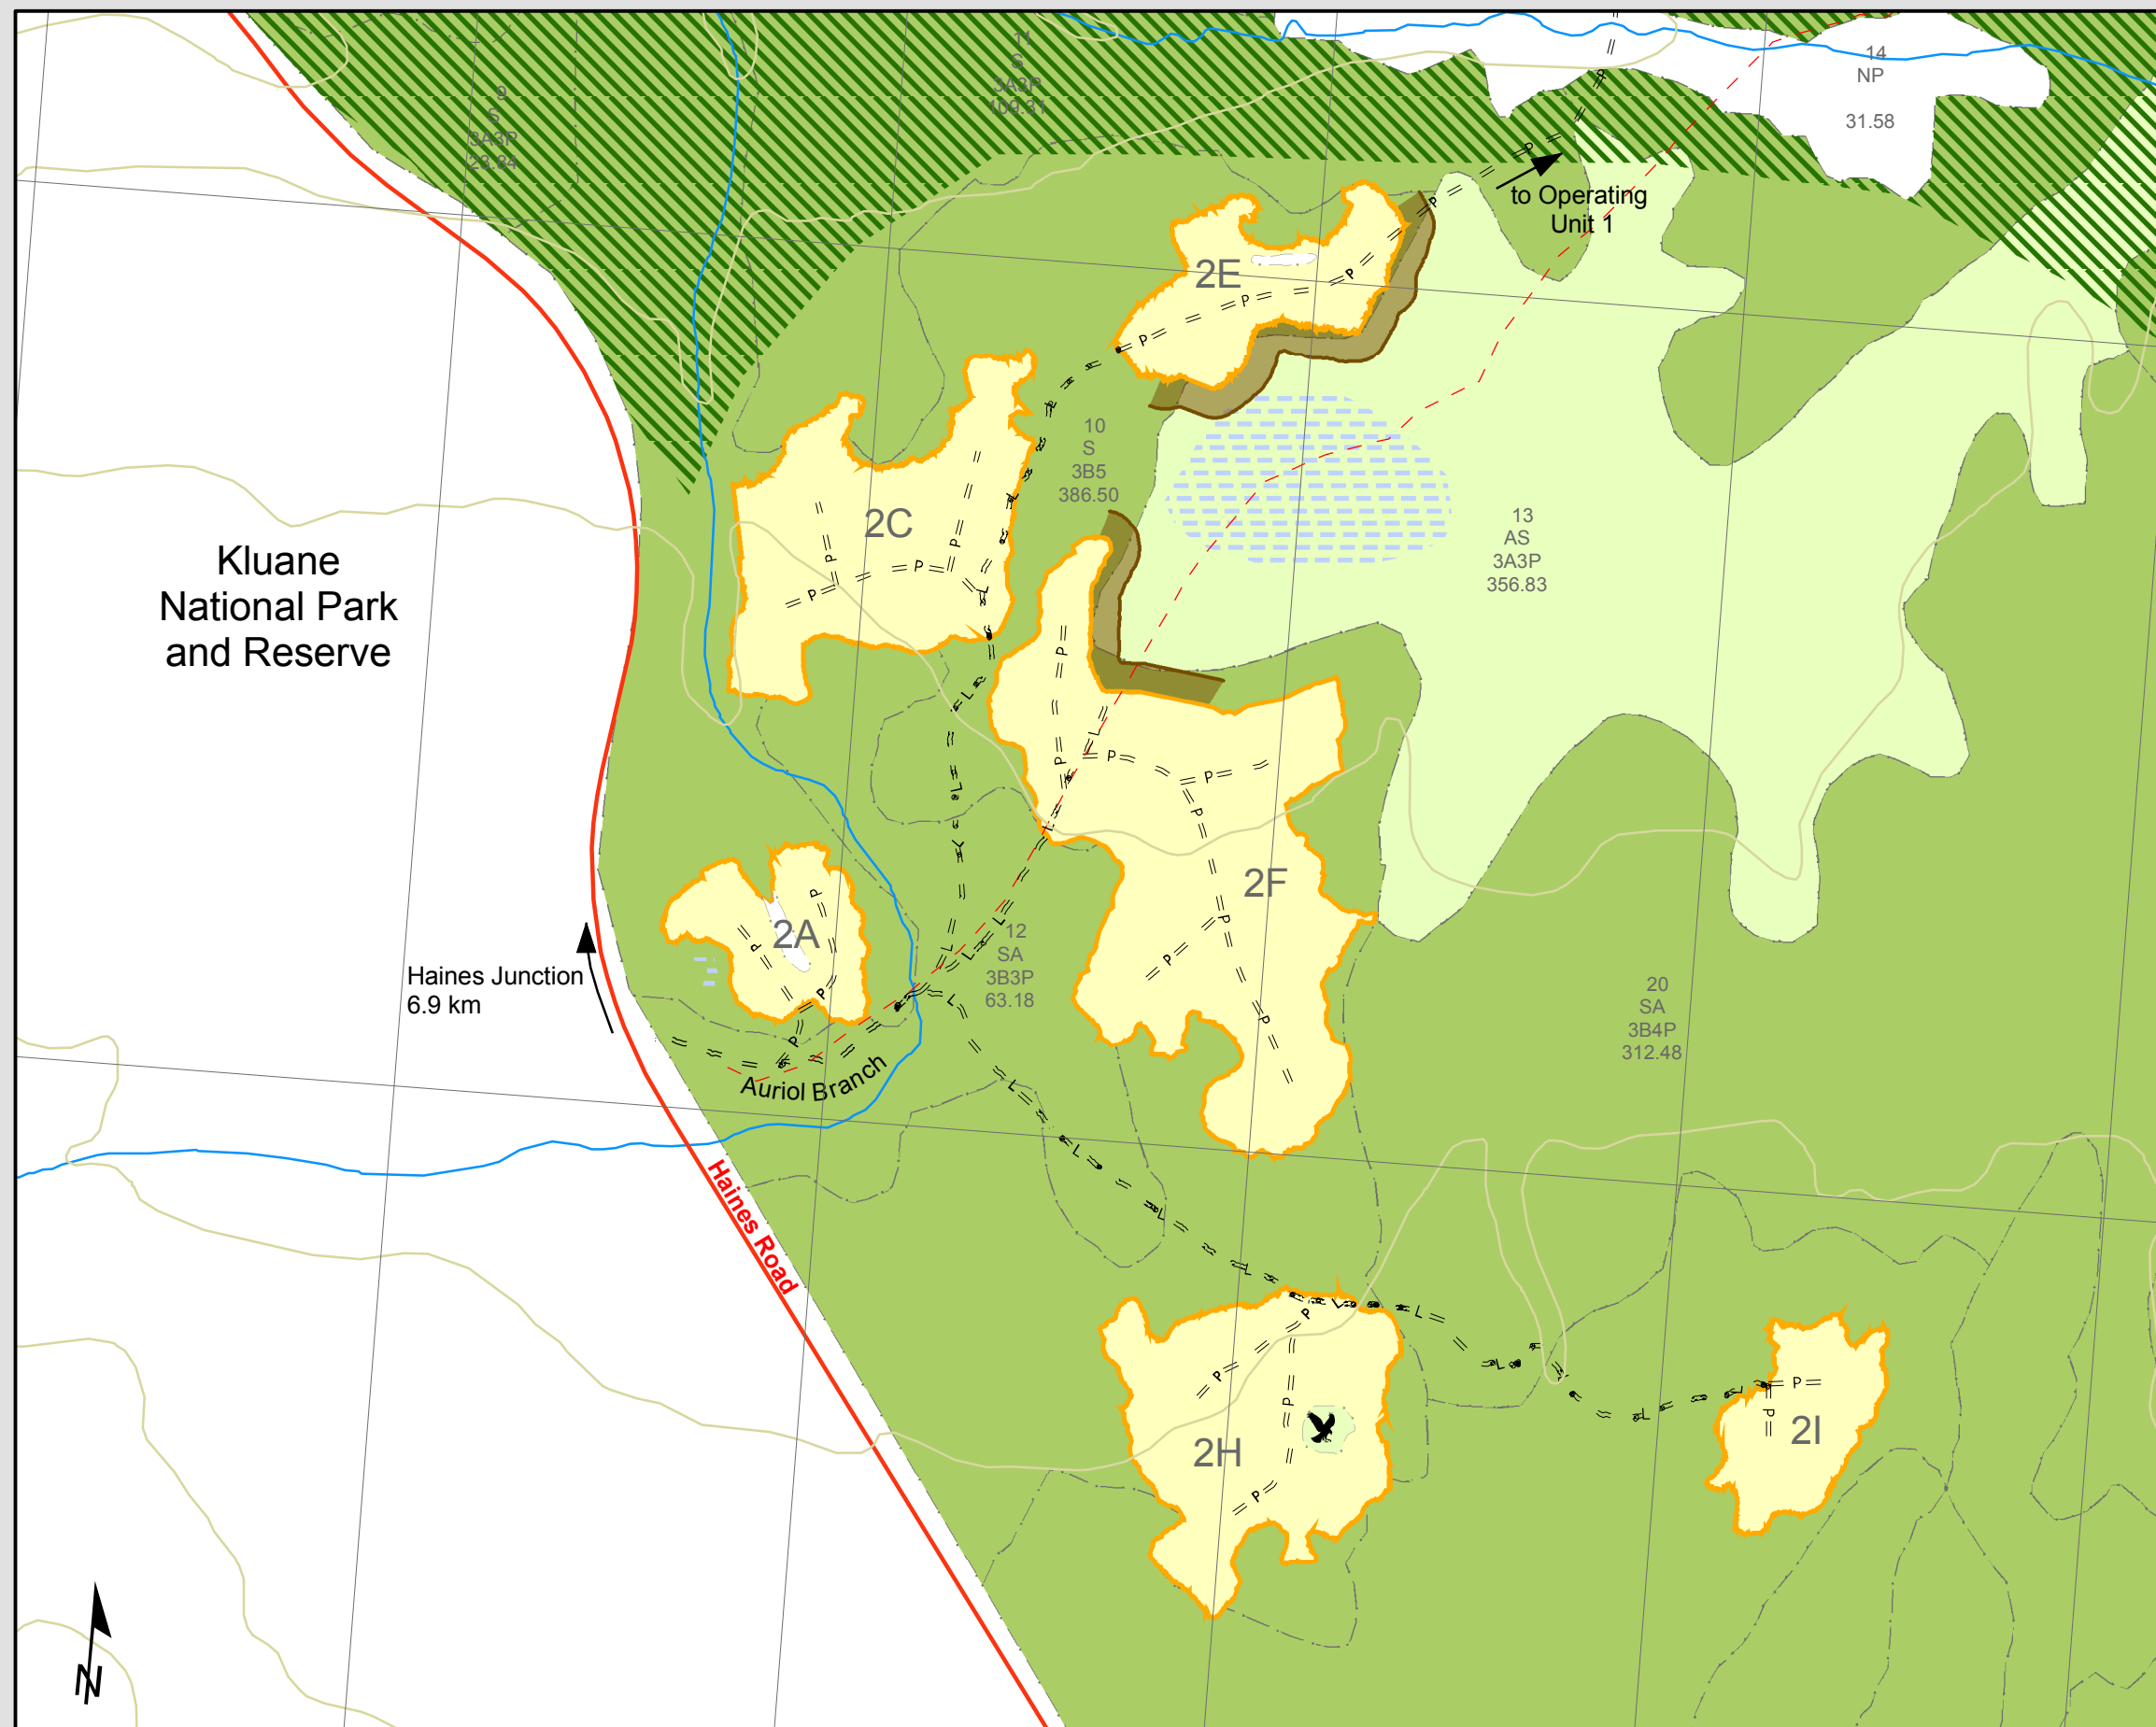 11
S
3A3P
109.31
14
NP
31.58
9
S
3A3P
23.84
to Operating
Unit 1
2E
10
S
3B5
386.50
2C
13
AS
3A3P
356.83
Kluane
National Park
and Reserve
2F
2A
12
SA
3B3P
63.18
Haines Junction
6.9 km
20
SA
3B4P
312.48
Auriol Branch
Haines Road
2H
2I
N